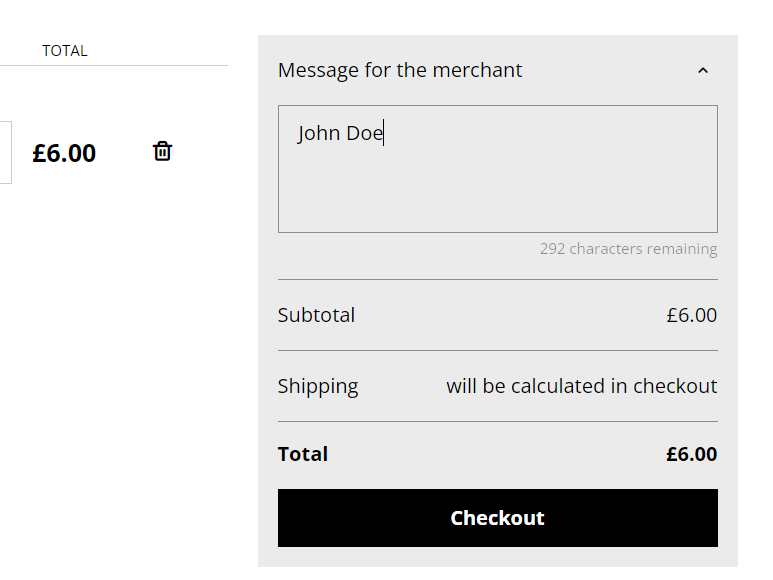 TOTAL
£6.00
Message for the merchant
John Doe
292 characters remaining
Subtotal £6.00
Shipping will be calculated in checkout
Total £6.00
Checkout